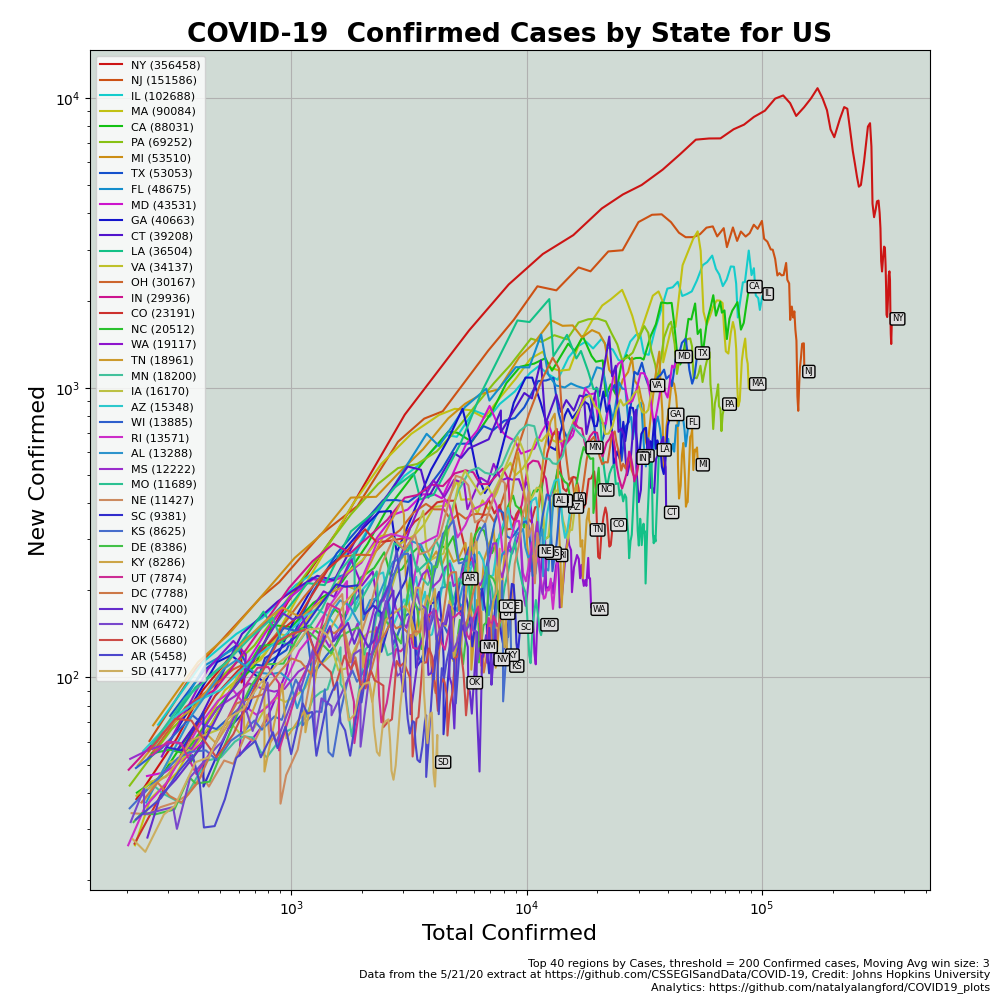 COVID-19  Confirmed Cases by State for US
NY (356458)
NJ (151586)
IL (102688)
MA (90084)
CA (88031)
PA (69252)
MI (53510)
TX (53053)
FL (48675)
MD (43531)
GA (40663)
CT (39208)
LA (36504)
VA (34137)
OH (30167)
IN (29936)
CO (23191)
NC (20512)
WA (19117)
TN (18961)
MN (18200)
IA (16170)
AZ (15348)
WI (13885)
RI (13571)
AL (13288)
MS (12222)
MO (11689)
NE (11427)
SC (9381)
KS (8625)
DE (8386)
KY (8286)
UT (7874)
DC (7788)
NV (7400)
NM (6472)
OK (5680)
AR (5458)
SD (4177)
10⁴
10³
10²
New Confirmed
CA
IL
NY
MD
TX
NJ
VA
MA
PA
GA
FL
MN
LA
IN
MI
NC
AL
IA
AZ
CT
TN
CO
NE
RI
AR
DC
WA
SC
MO
NM
KY
NV
KS
OK
SD
10³
10⁴
10⁵
Total Confirmed
Top 40 regions by Cases, threshold = 200 Confirmed cases, Moving Avg win size: 3
Data from the 5/21/20 extract at https://github.com/CSSEGISandData/COVID-19, Credit: Johns Hopkins University
Analytics: https://github.com/natalyalangford/COVID19_plots